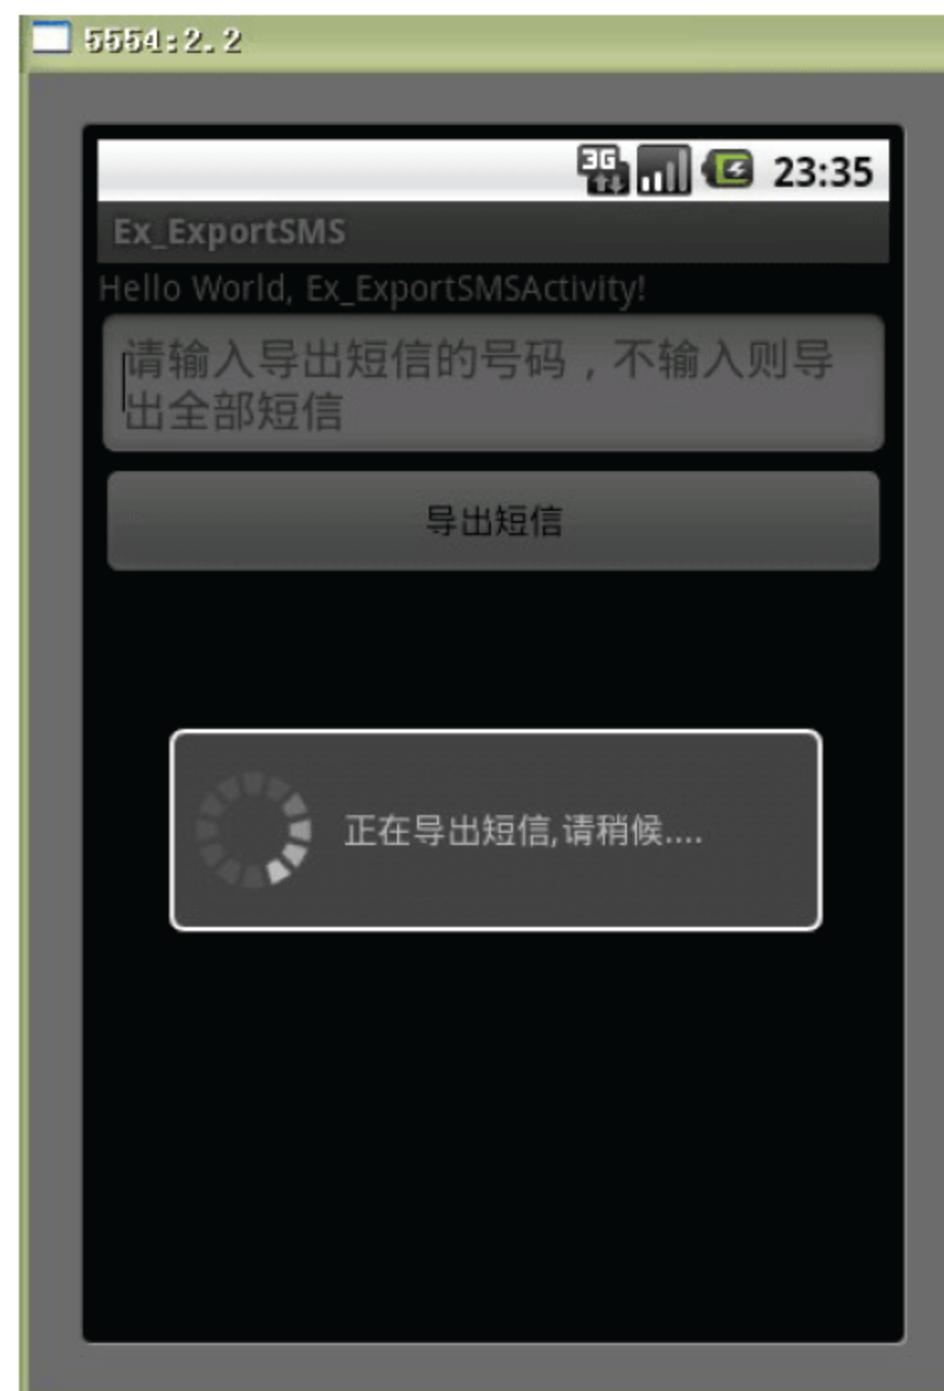 5554:2.2
3G 23:35
Ex_ExportSMS
Hello World, Ex_ExportSMSActivity!
请输入导出短信的号码，不输入则导
出全部短信
导出短信
正在导出短信,请稍候....